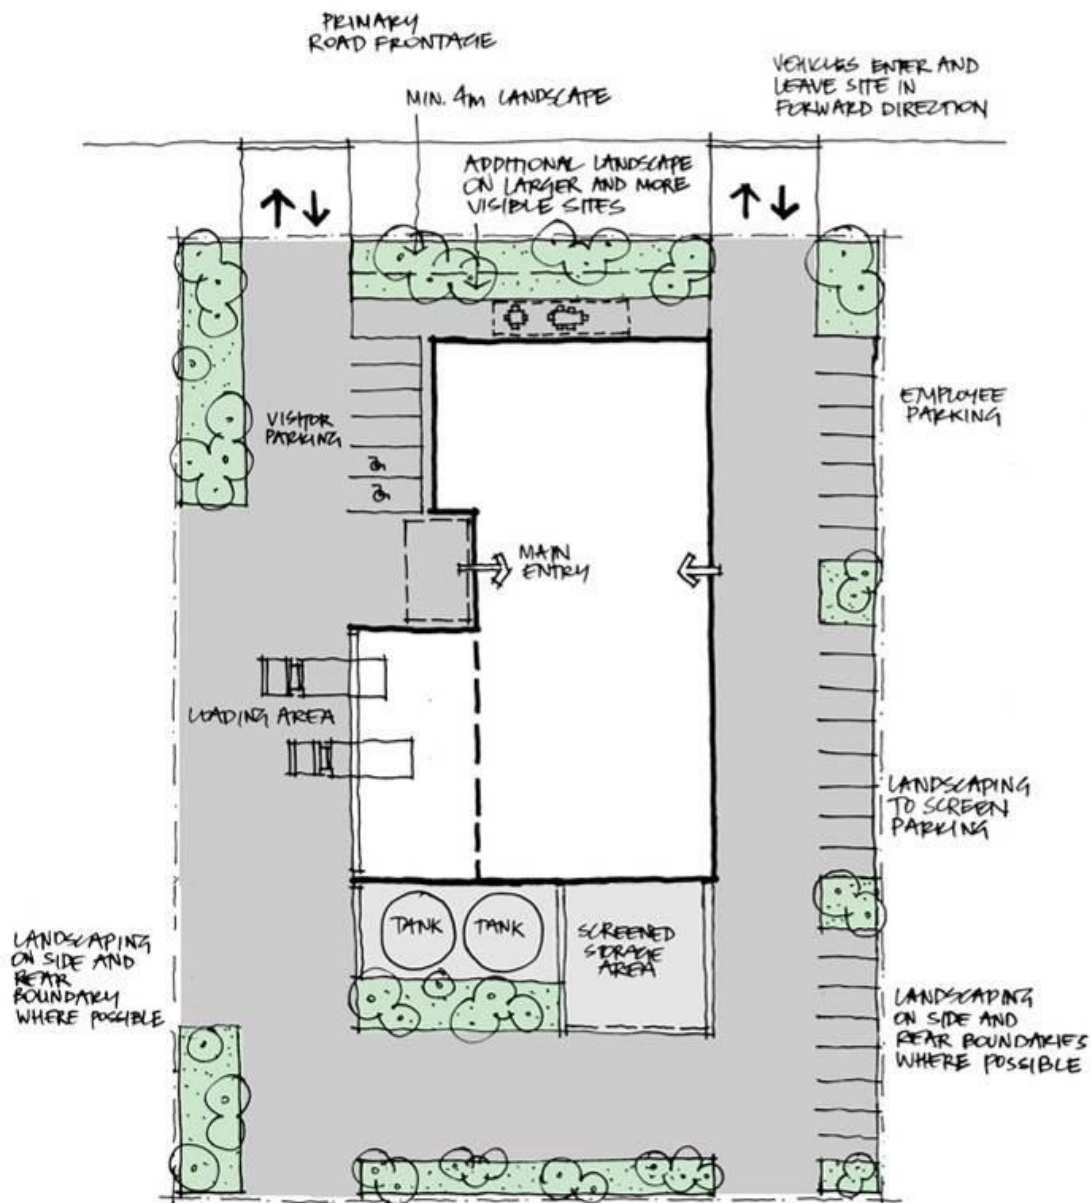 PRIMARY
ROAD FRONTAGE
VEHICLES ENTER AND
LEAVE SITE IN
FORWARD DIRECTION
MIN. 4m LANDSCAPE
ADDITIONAL LANDSCAPE
ON LARGER AND MORE
VISIBLE SITES
VISITOR
PARKING
EMPLOYEE
PARKING
MAIN
ENTRY
LOADING AREA
LANDSCAPING
TO SCREEN
PARKING
TANK
TANK
SCREENED
STORAGE
AREA
LANDSCAPING
ON SIDE AND
REAR
BOUNDARY
WHERE POSSIBLE
LANDSCAPING
ON SIDE AND
REAR BOUNDARIES
WHERE POSSIBLE